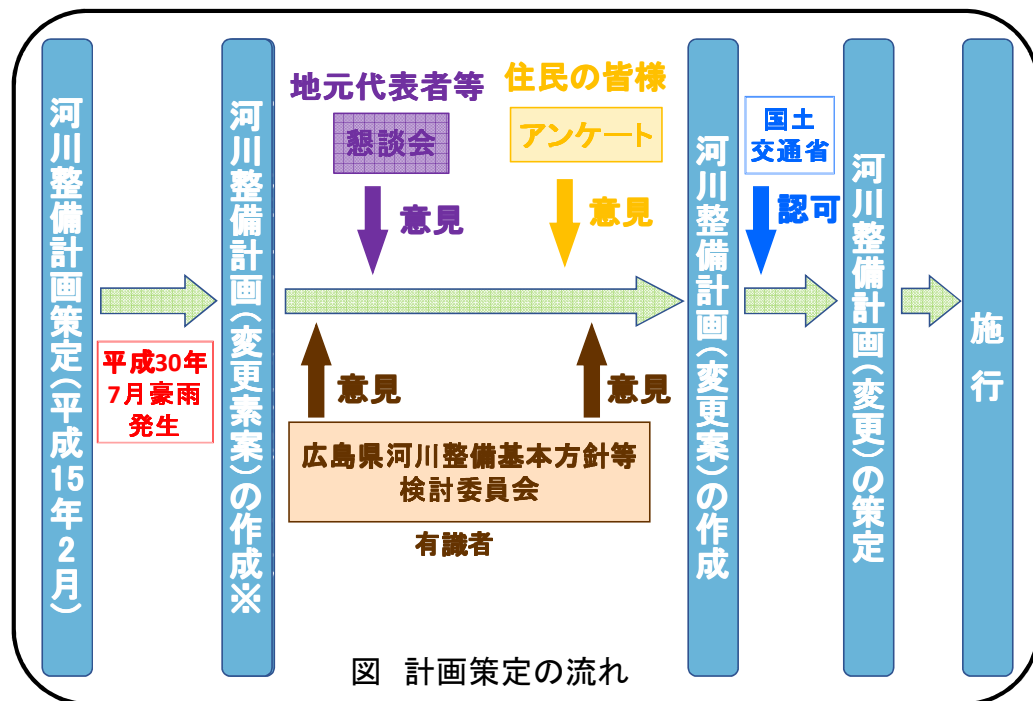 河川整備計画策定(平成15年2月)
平成30年
7月豪雨
発生
河川整備計画(変更素案)の作成※
地元代表者等
懇談会
意見
住民の皆様
アンケート
意見
意見
意見
広島県河川整備基本方針等
検討委員会
有識者
河川整備計画(変更案)の作成
国土
交通省
認可
河川整備計画(変更)の策定
施行
図 計画策定の流れ